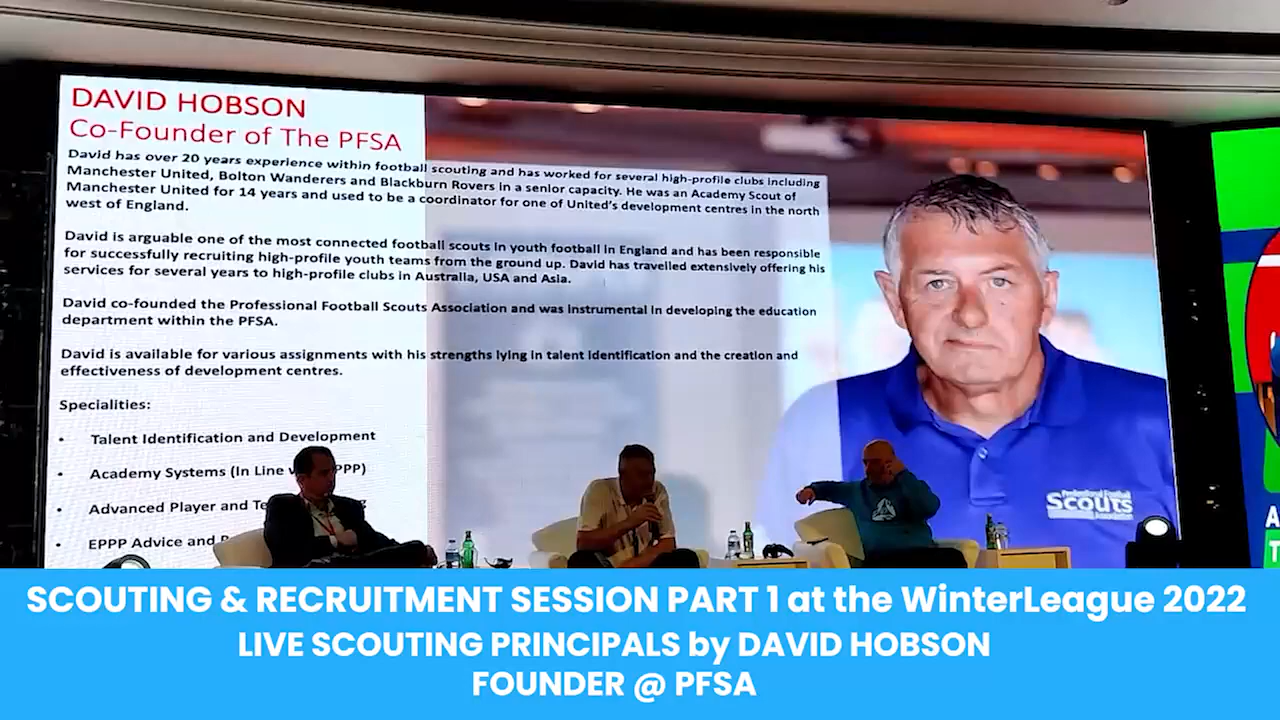 DAVID HOBSON
Co-Founder of The PFSA
David has over 20 years experience within football scouting and has worked for several high-profile clubs including
Manchester United, Bolton Wanderers and Blackburn Rovers in a senior capacity. He was an Academy Scout of
Manchester United for 14 years and used to be a coordinator for one of United's development centres in the north
west of England.
David is arguable one of the most connected football scouts in youth football in England and has been responsible
for successfully recruiting high-profile youth teams from the ground up. David has travelled extensively offering his
services for several years to high-profile clubs in Australia, USA and Asia.
David co-founded the Professional Football Scouts Association and was instrumental in developing the education
department within the PFSA.
David is available for various assignments with his strengths lying in talent identification and the creation and
effectiveness of development centres.
Specialities:
• Talent Identification and Development
• Academy Systems (In Line PPP)
• Advanced Player and
• EPPP Advice and
Professional Football
Scouts
Association
SCOUTING & RECRUITMENT SESSION PART 1 at the WinterLeague 2022
LIVE SCOUTING PRINCIPALS by DAVID HOBSON
FOUNDER @ PFSA